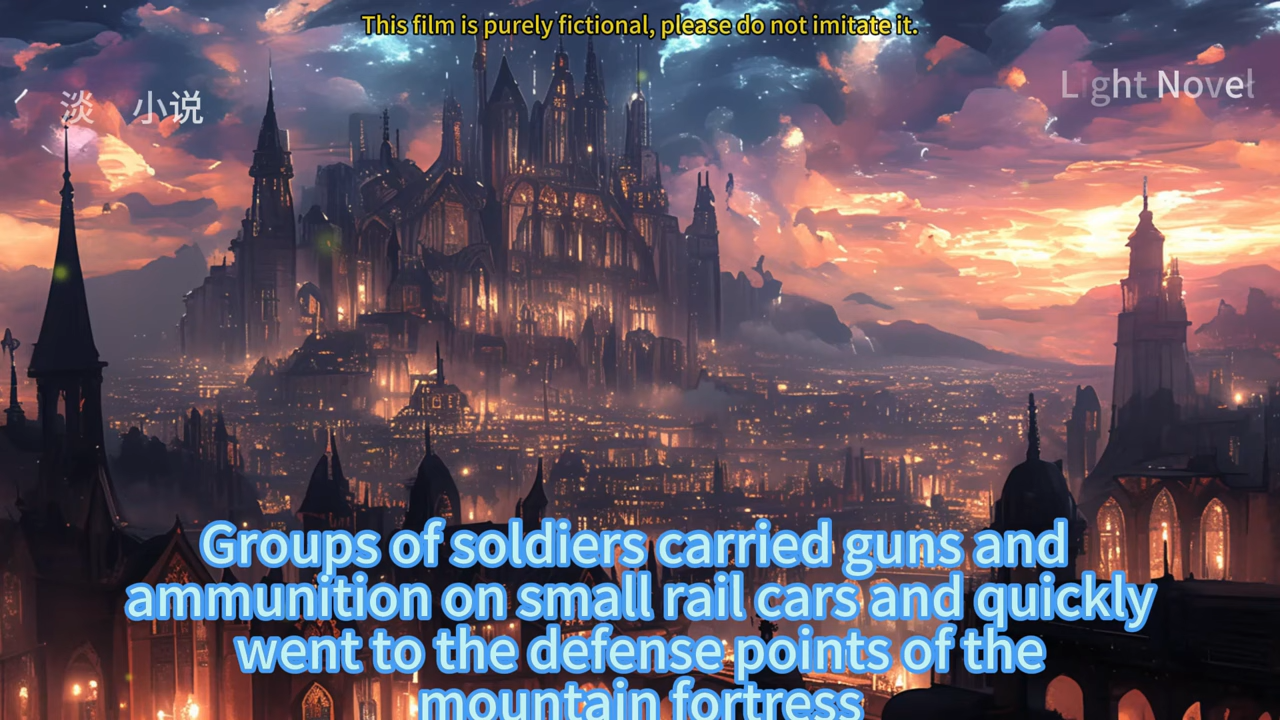 This film is purely fictional, please do not imitate it.
淡 小说
Light Novel
Groups of soldiers carried guns and
ammunition on small rail cars and quickly
went to the defense points of the
mountain fortress